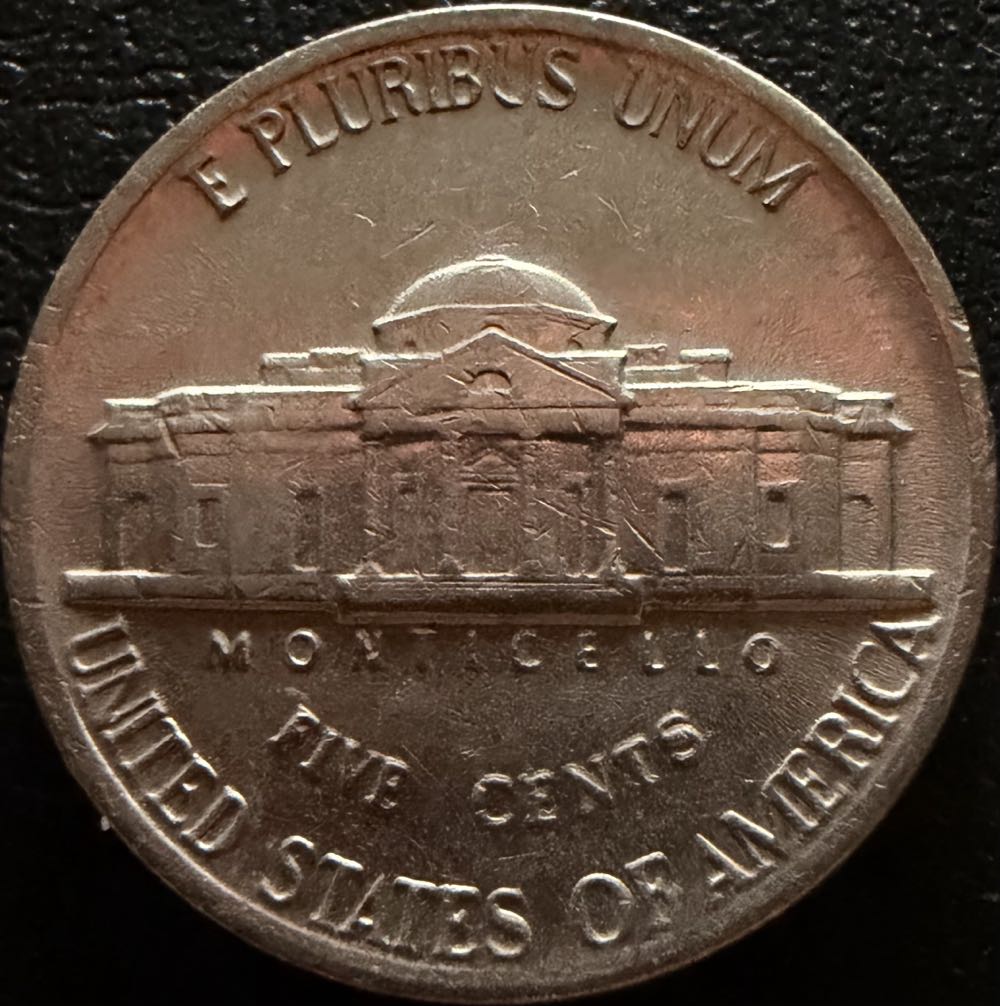 E PLURIBUS UNUM
MONTICELLO
FIVE CENTS
UNITED STATES OF AMERICA